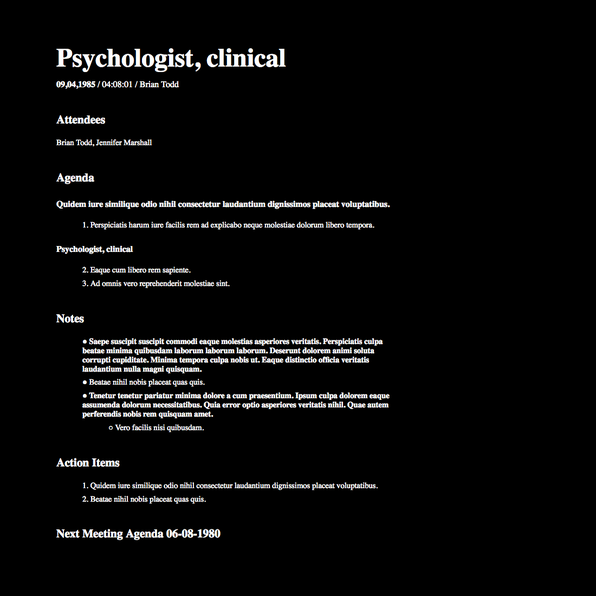 Psychologist, clinical
09,04,1985 / 04:08:01 / Brian Todd
Attendees
Brian Todd, Jennifer Marshall
Agenda
Quidem iure similique odio nihil consectetur laudantium dignissimos placeat voluptatibus.
1. Perspiciatis harum iure facilis rem ad explicabo neque molestiae dolorum libero tempora.
Psychologist, clinical
2. Eaque cum libero rem sapiente.
3. Ad omnis vero reprehenderit molestiae sint.
Notes
● Saepe suscipit suscipit commodi eaque molestias asperiores veritatis. Perspiciatis culpa
beatae minima quibusdam laborum laborum laborum. Deserunt dolorem animi soluta
corrupti cupiditate. Minima tempora culpa nobis ut. Eaque distinctio officia veritatis
laudantium nulla magni quisquam.
● Beatae nihil nobis placeat quas quis.
● Tenetur tenetur pariatur minima dolore a cum praesentium. Ipsum culpa dolorem eaque
assumenda dolorum necessitatibus. Quia error optio asperiores veritatis nihil. Quae autem
perferendis nobis rem quisquam amet.
○ Vero facilis nisi quibusdam.
Action Items
1. Quidem iure similique odio nihil consectetur laudantium dignissimos placeat voluptatibus.
2. Beatae nihil nobis placeat quas quis.
Next Meeting Agenda 06-08-1980